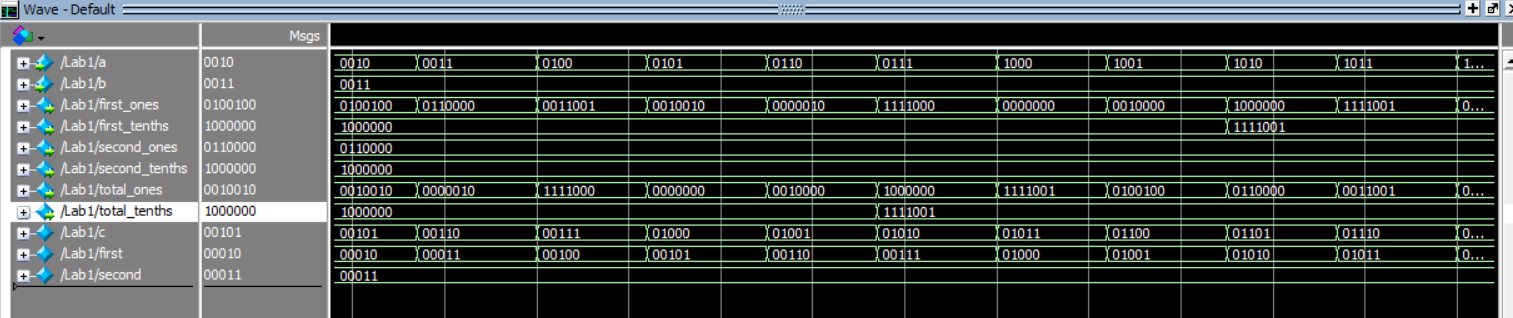 Wave - Default
Msgs
/Lab1/a 0010 0010 0011 0100 0101 0110 0111 1000 1001 1010 1011 1...
/Lab1/b 0011 0011
/Lab1/first_ones 0100100 0100100 0110000 0011001 0010010 0000010 1111000 0000000 0010000 1000000 1111001 0...
/Lab1/first_tenths 1000000 1000000 1111001
/Lab1/second_ones 0110000 0110000
/Lab1/second_tenths 1000000 1000000
/Lab1/total_ones 0010010 0010010 0000010 1111000 0000000 0010000 1000000 1111001 0100100 0110000 0011001 0...
/Lab1/total_tenths 1000000 1000000 1111001
/Lab1/c 00101 00101 00110 00111 01000 01001 01010 01011 01100 01101 01110 0...
/Lab1/first 00010 00010 00011 00100 00101 00110 00111 01000 01001 01010 01011 0...
/Lab1/second 00011 00011